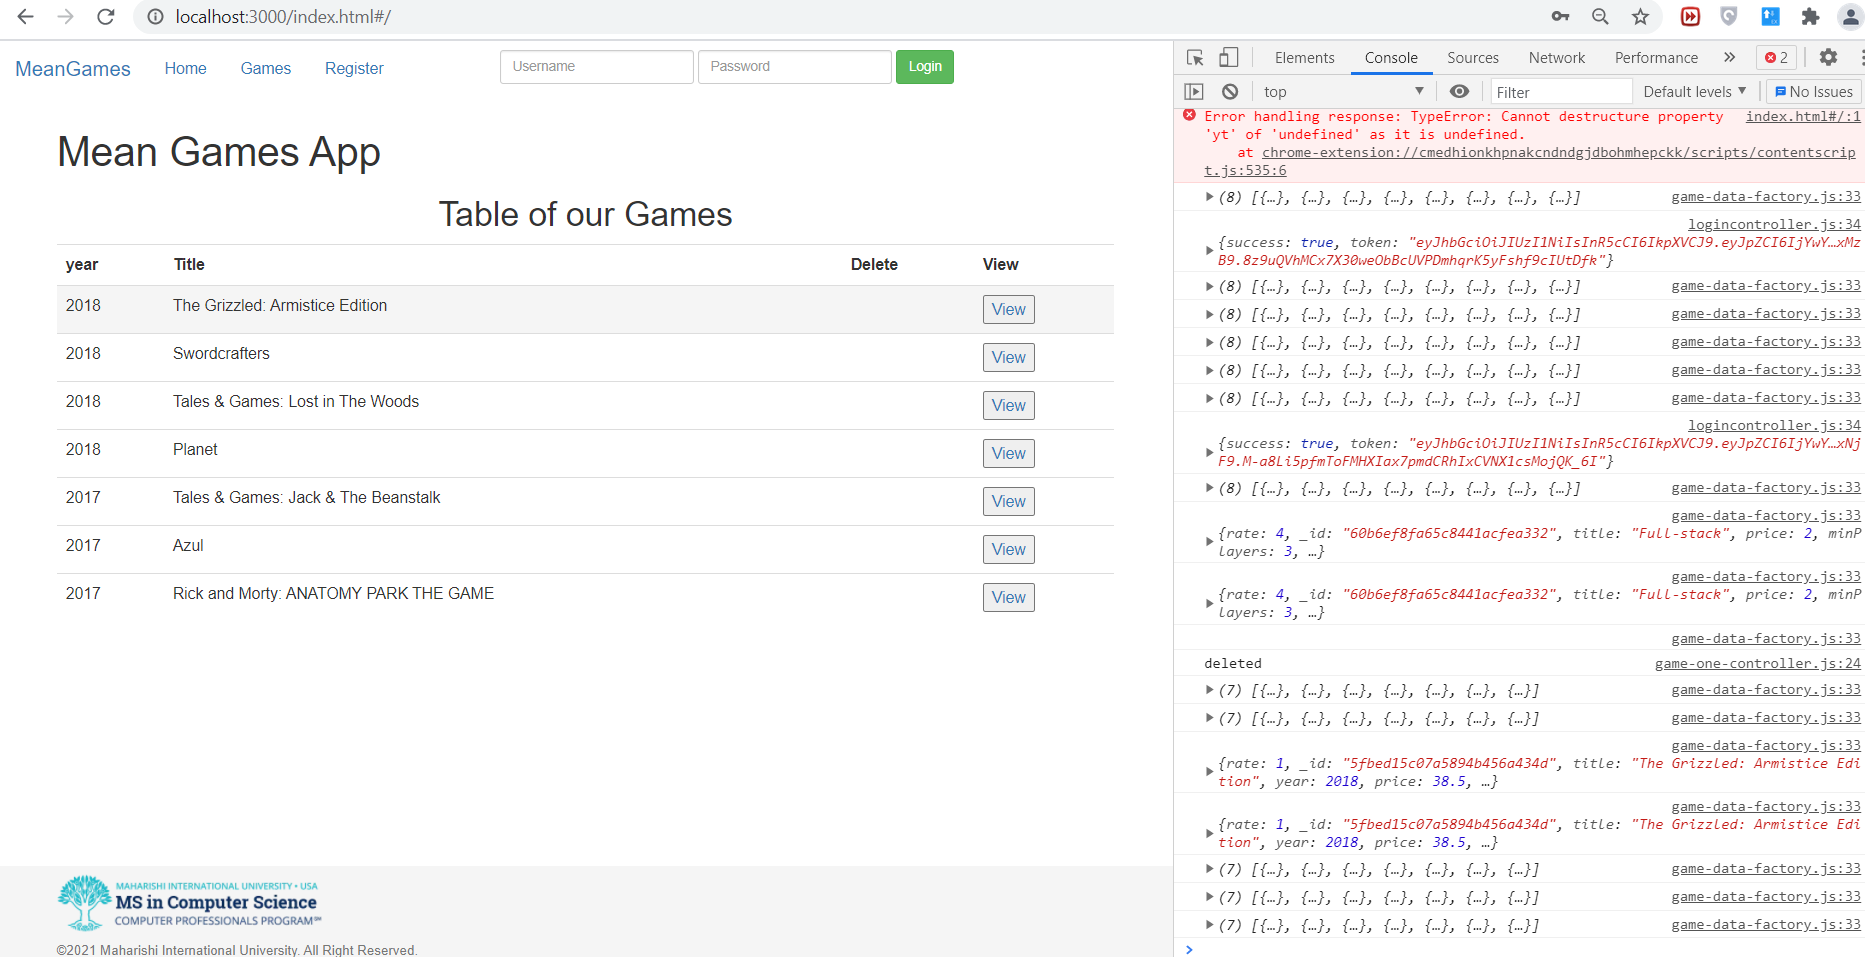 localhost:3000/index.html#/
MeanGames Home Games Register Username Password Login
Mean Games App
Table of our Games
year Title Delete View
2018 The Grizzled: Armistice Edition View
2018 Swordcrafters View
2018 Tales & Games: Lost in The Woods View
2018 Planet View
2017 Tales & Games: Jack & The Beanstalk View
2017 Azul View
2017 Rick and Morty: ANATOMY PARK THE GAME View
MAHARISHI INTERNATIONAL UNIVERSITY • USA
MS in Computer Science
COMPUTER PROFESSIONALS PROGRAM℠
©2021 Maharishi International University. All Right Reserved.
Elements Console Sources Network Performance » 2
top Filter Default levels No Issues
Error handling response: TypeError: Cannot destructure property index.html#/:1
'yt' of 'undefined' as it is undefined.
at chrome-extension://cmedhionkhpnakcndndgjdbohmhepckk/scripts/contentscrip
t.js:535:6
(8) [{…}, {…}, {…}, {…}, {…}, {…}, {…}, {…}] game-data-factory.js:33
logincontroller.js:34
{success: true, token: "eyJhbGciOiJIUzI1NiIsInR5cCI6IkpXVCJ9.eyJpZCI6IjYwY…xMz
B9.8z9uQVhMCx7X30weObBcUVPDmhqrK5yFshf9cIUtDfk"}
(8) [{…}, {…}, {…}, {…}, {…}, {…}, {…}, {…}] game-data-factory.js:33
(8) [{…}, {…}, {…}, {…}, {…}, {…}, {…}, {…}] game-data-factory.js:33
(8) [{…}, {…}, {…}, {…}, {…}, {…}, {…}, {…}] game-data-factory.js:33
(8) [{…}, {…}, {…}, {…}, {…}, {…}, {…}, {…}] game-data-factory.js:33
(8) [{…}, {…}, {…}, {…}, {…}, {…}, {…}, {…}] game-data-factory.js:33
logincontroller.js:34
{success: true, token: "eyJhbGciOiJIUzI1NiIsInR5cCI6IkpXVCJ9.eyJpZCI6IjYwY…xNj
F9.M-a8Li5pfmToFMHXIax7pmdCRhIxCVNX1csMojQK_6I"}
(8) [{…}, {…}, {…}, {…}, {…}, {…}, {…}, {…}] game-data-factory.js:33
game-data-factory.js:33
{rate: 4, _id: "60b6ef8fa65c8441acfea332", title: "Full-stack", price: 2, minP
layers: 3, …}
game-data-factory.js:33
{rate: 4, _id: "60b6ef8fa65c8441acfea332", title: "Full-stack", price: 2, minP
layers: 3, …}
game-data-factory.js:33
deleted game-one-controller.js:24
(7) [{…}, {…}, {…}, {…}, {…}, {…}, {…}] game-data-factory.js:33
(7) [{…}, {…}, {…}, {…}, {…}, {…}, {…}] game-data-factory.js:33
game-data-factory.js:33
{rate: 1, _id: "5fbed15c07a5894b456a434d", title: "The Grizzled: Armistice Edi
tion", year: 2018, price: 38.5, …}
game-data-factory.js:33
{rate: 1, _id: "5fbed15c07a5894b456a434d", title: "The Grizzled: Armistice Edi
tion", year: 2018, price: 38.5, …}
(7) [{…}, {…}, {…}, {…}, {…}, {…}, {…}] game-data-factory.js:33
(7) [{…}, {…}, {…}, {…}, {…}, {…}, {…}] game-data-factory.js:33
(7) [{…}, {…}, {…}, {…}, {…}, {…}, {…}] game-data-factory.js:33